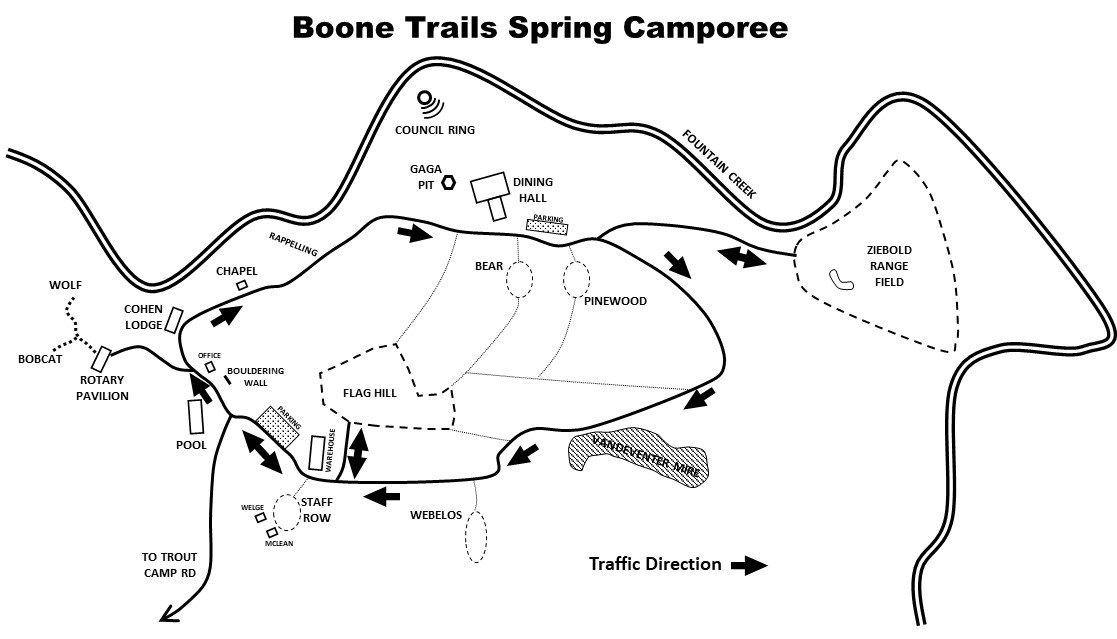 Boone Trails Spring Camporee
COUNCIL RING
FOUNTAIN CREEK
GAGA
PIT
DINING
HALL
PARKING
RAPPELLING
ZIEBOLD
RANGE
FIELD
BEAR
CHAPEL
WOLF
PINEWOOD
COHEN
LODGE
BOBCAT
OFFICE
BOULDERING
WALL
ROTARY
PAVILION
FLAG HILL
PARKING
POOL
WAREHOUSE
VANDEVENTER MIRE
STAFF
ROW
WELGE
WEBELOS
MCLEAN
TO TROUT
CAMP RD
Traffic Direction